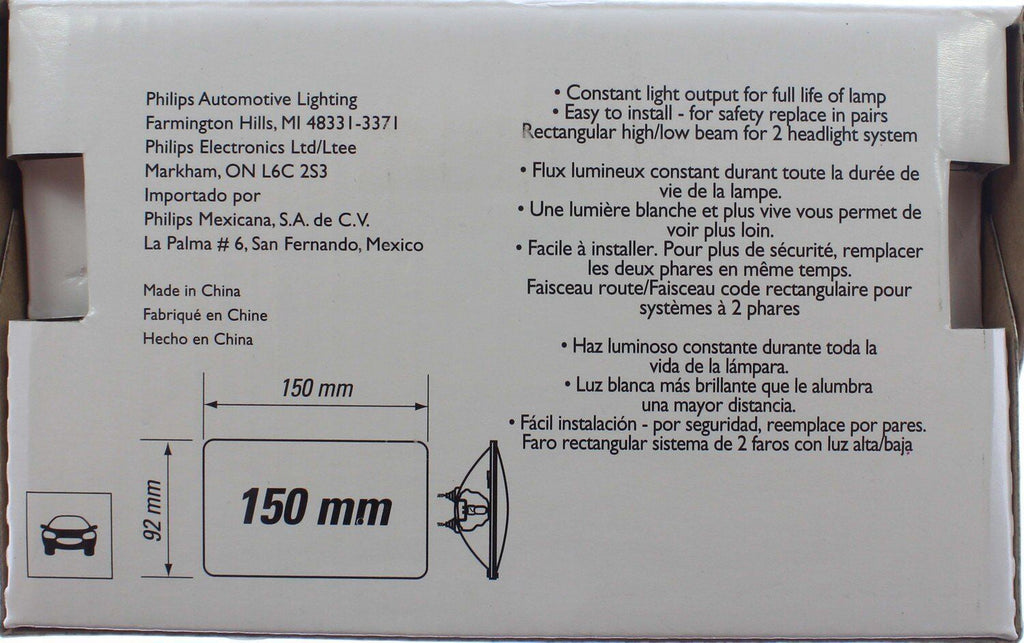 Philips Automotive Lighting
Farmington Hills, MI 48331-3371
Philips Electronics Ltd/Ltee
Markham, ON L6C 2S3
Importado por
Philips Mexicana, S.A. de C.V.
La Palma # 6, San Fernando, Mexico
Made in China
Fabriqué en Chine
Hecho en China
150 mm
92 mm
150 mm
• Constant light output for full life of lamp
• Easy to install - for safety replace in pairs
Rectangular high/low beam for 2 headlight system
• Flux lumineux constant durant toute la durée de
vie de la lampe.
• Une lumière blanche et plus vive vous permet de
voir plus loin.
• Facile à installer. Pour plus de sécurité, remplacer
les deux phares en même temps.
Faisceau route/Faisceau code rectangulaire pour
systèmes à 2 phares
• Haz luminoso constante durante toda la
vida de la lámpara.
• Luz blanca más brillante que le alumbra
una mayor distancia.
• Fácil instalación - por seguridad, reemplace por pares.
Faro rectangular sistema de 2 faros con luz alta/baja